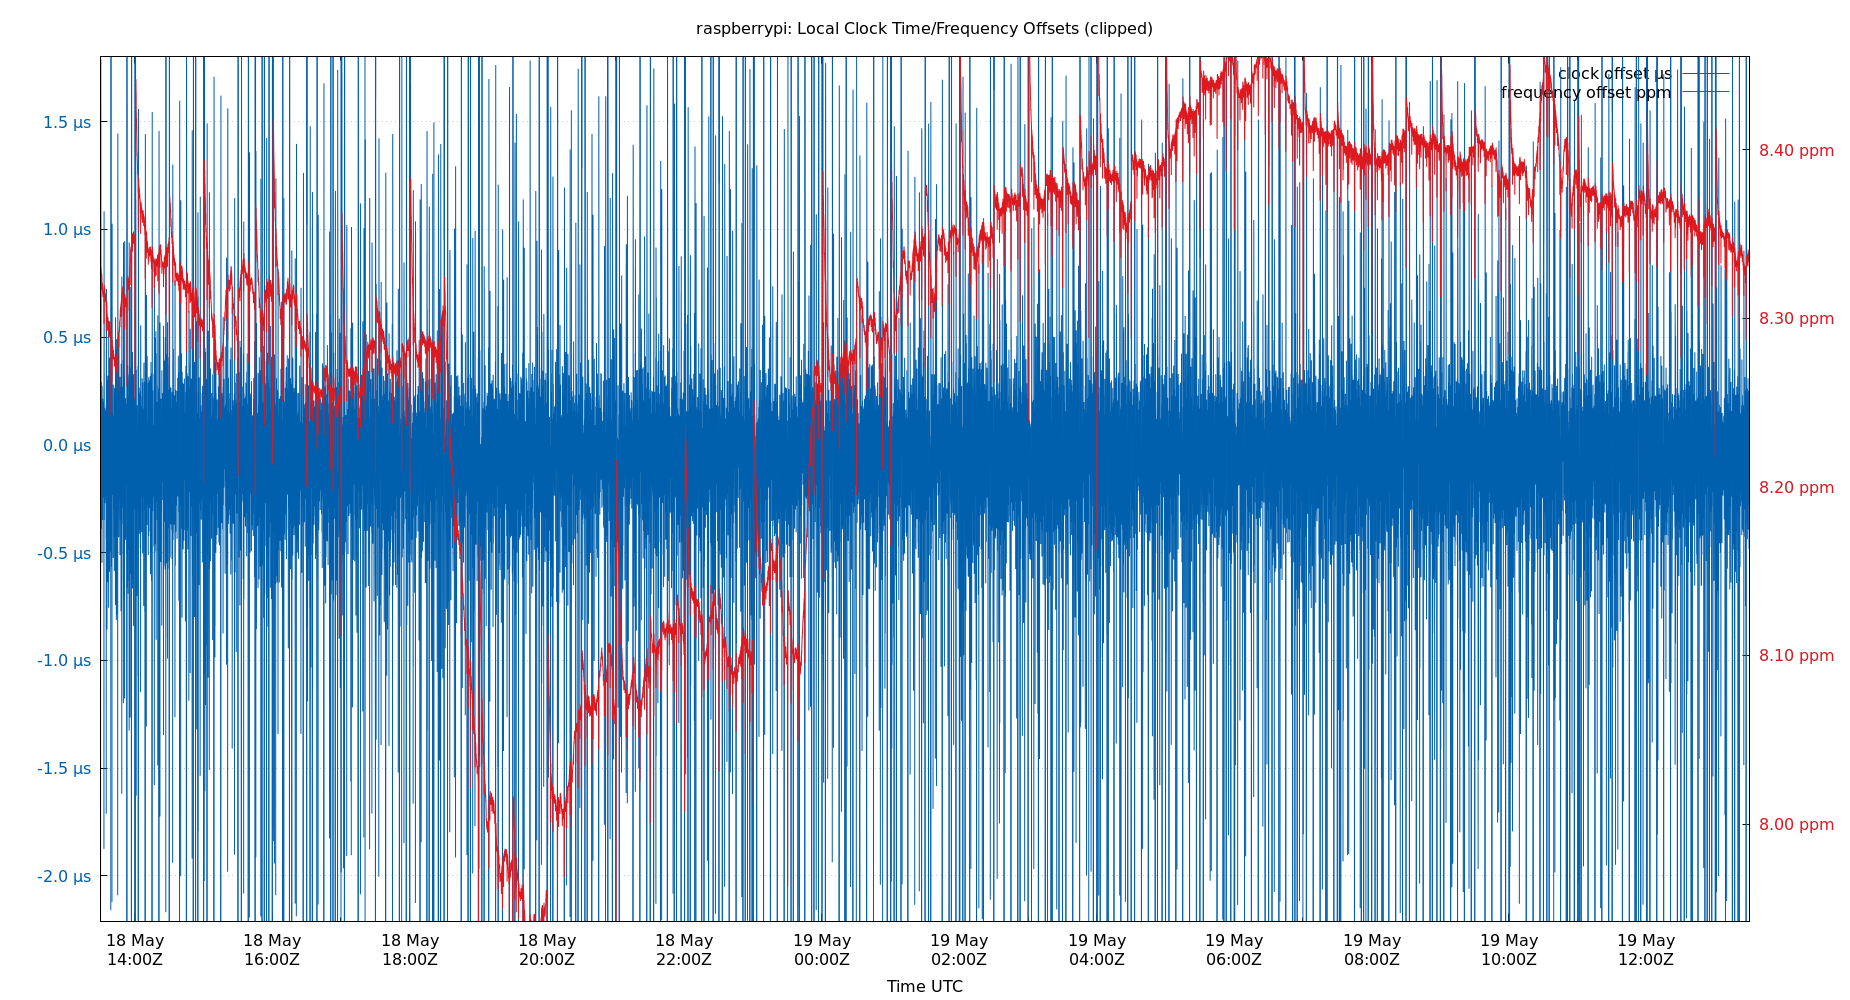 raspberrypi: Local Clock Time/Frequency Offsets (clipped)
clock offset µs
frequency offset ppm
1.5 µs
1.0 µs
0.5 µs
0.0 µs
-0.5 µs
-1.0 µs
-1.5 µs
-2.0 µs
8.40 ppm
8.30 ppm
8.20 ppm
8.10 ppm
8.00 ppm
18 May 18 May 18 May 18 May 18 May 19 May 19 May 19 May 19 May 19 May 19 May 19 May
14:00Z 16:00Z 18:00Z 20:00Z 22:00Z 00:00Z 02:00Z 04:00Z 06:00Z 08:00Z 10:00Z 12:00Z
Time UTC